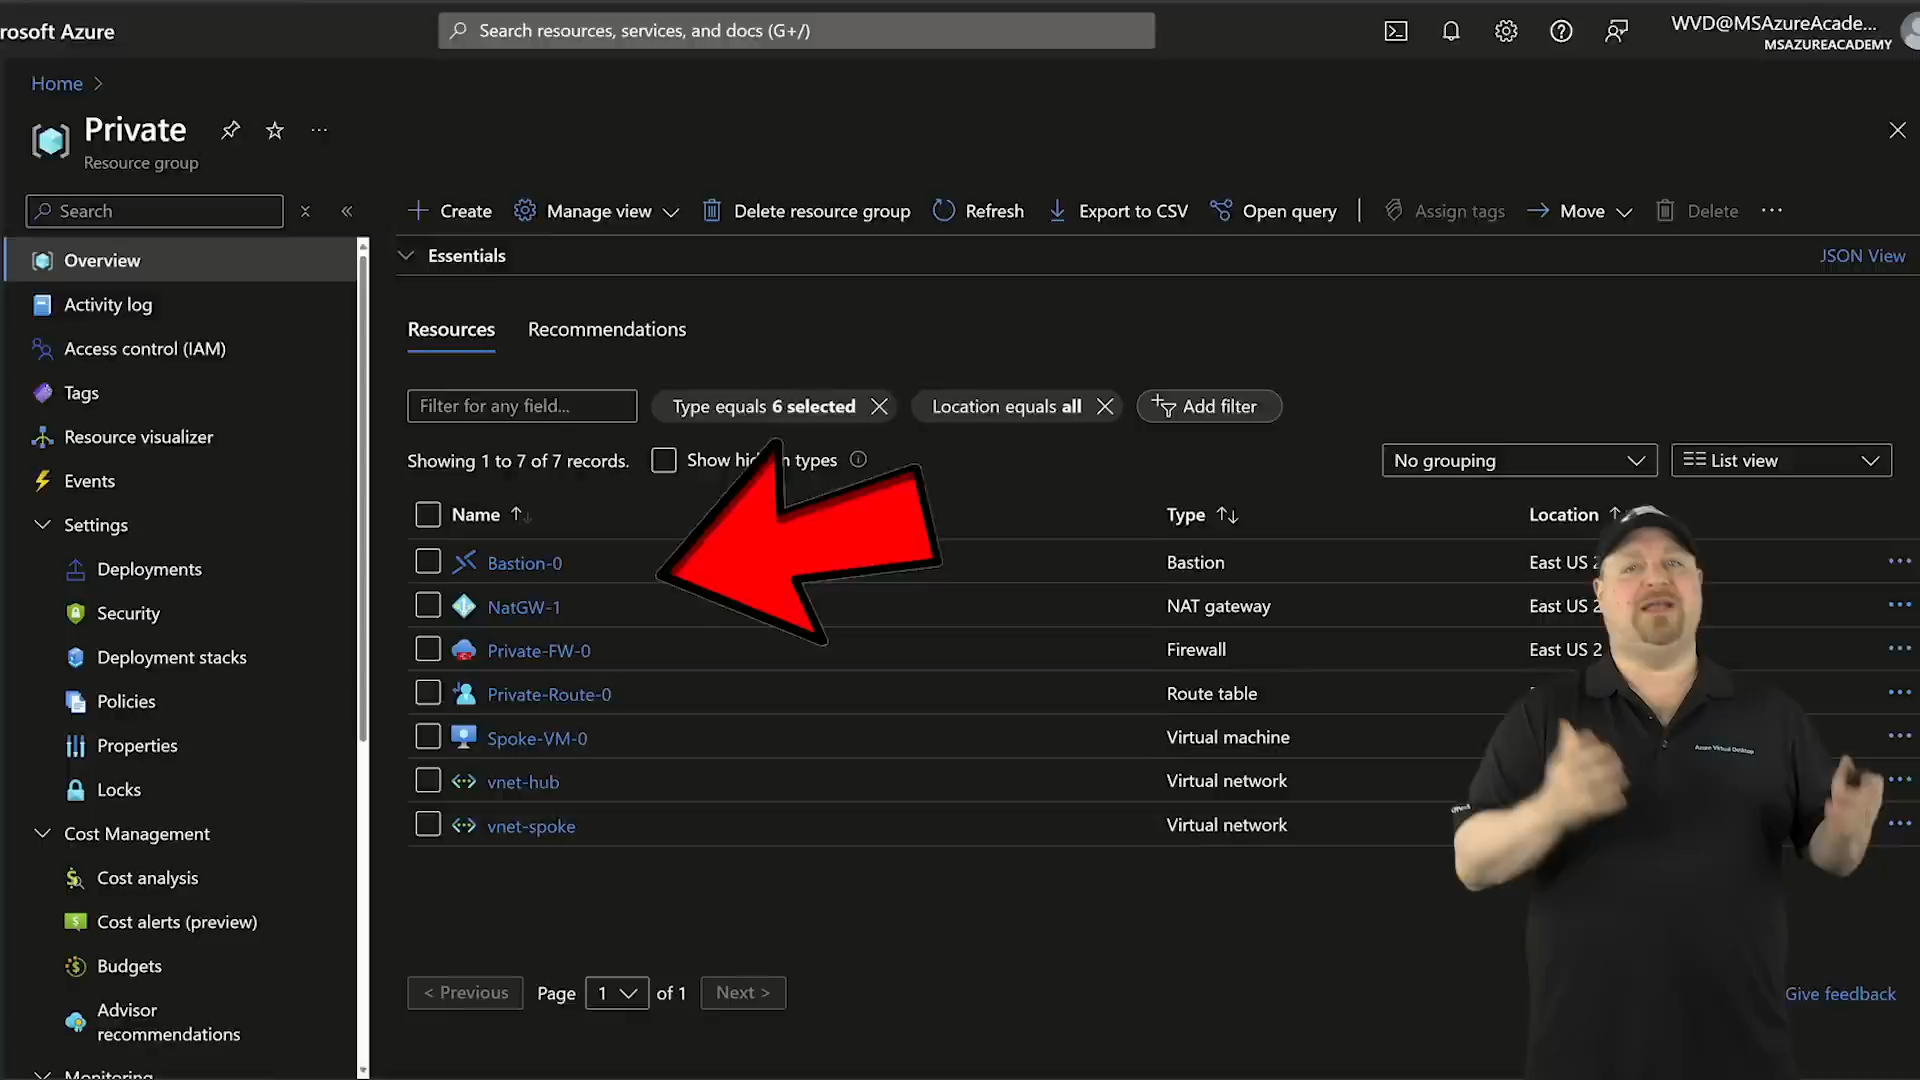 rosoft Azure
Search resources, services, and docs (G+/)
WVD@MSAzureAcade...
MSAZUREACADEMY
Home
Private
Resource group
Search
Create
Manage view
Delete resource group
Refresh
Export to CSV
Open query
Assign tags
Move
Delete
Overview
Activity log
Access control (IAM)
Tags
Resource visualizer
Events
Settings
Deployments
Security
Deployment stacks
Policies
Properties
Locks
Cost Management
Cost analysis
Cost alerts (preview)
Budgets
Advisor
recommendations
Monitoring
Essentials
JSON View
Resources
Recommendations
Filter for any field...
Type equals 6 selected
Location equals all
Add filter
Showing 1 to 7 of 7 records.
Show hi n types
No grouping
List view
Name
Type
Location
Bastion-0
Bastion
East US 2
NatGW-1
NAT gateway
East US 2
Private-FW-0
Firewall
East US 2
Private-Route-0
Route table
Spoke-VM-0
Virtual machine
vnet-hub
Virtual network
vnet-spoke
Virtual network
Azure Virtual Desktop
< Previous
Page
1
of 1
Next >
Give feedback